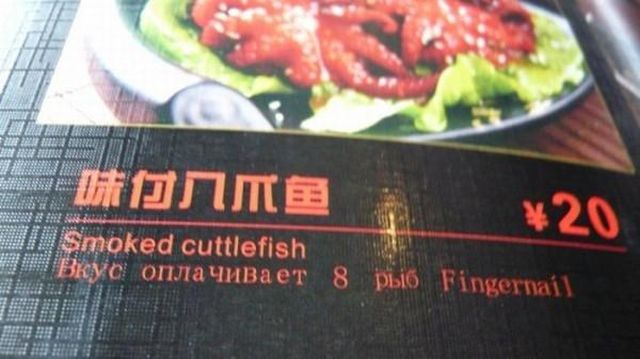 味付八爪鱼
¥20
Smoked cuttlefish
Вкус оплачивает 8 рыб Fingernail